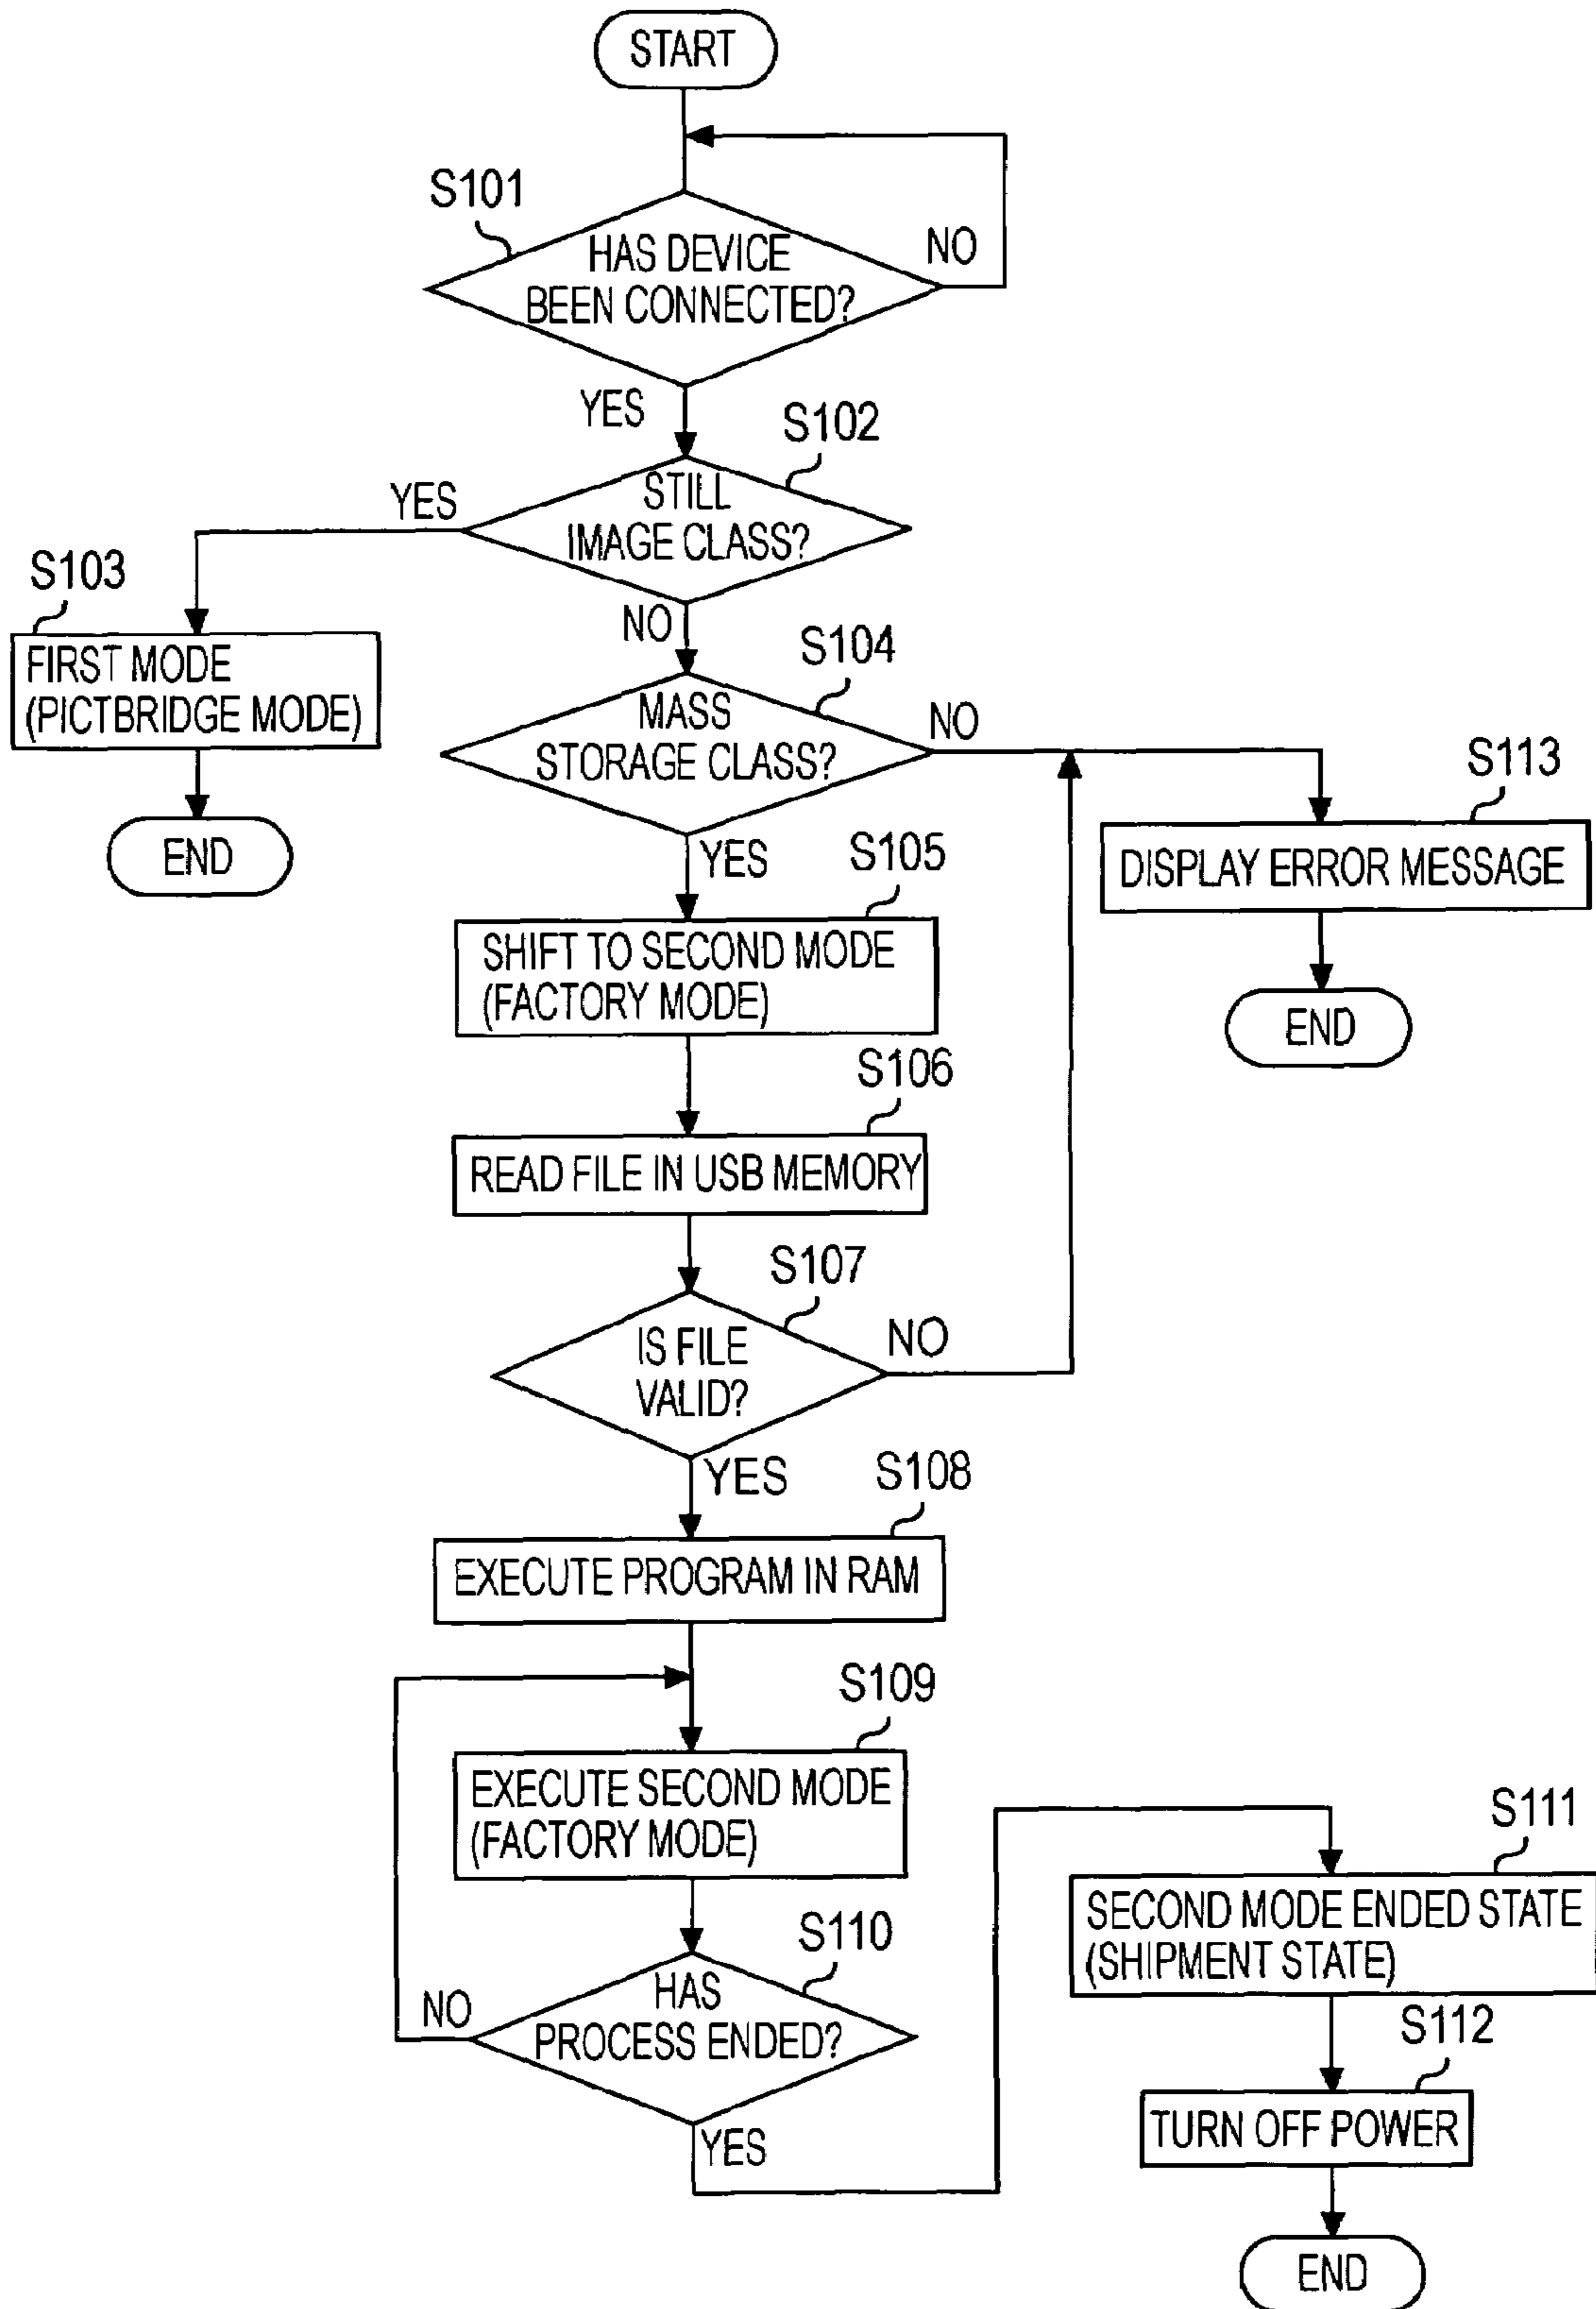 START
S101
HAS DEVICE
BEEN CONNECTED?
NO
YES
S102
STILL
IMAGE CLASS?
YES
S103
FIRST MODE
(PICTBRIDGE MODE)
END
NO
S104
MASS
STORAGE CLASS?
NO
S113
DISPLAY ERROR MESSAGE
END
YES
S105
SHIFT TO SECOND MODE
(FACTORY MODE)
S106
READ FILE IN USB MEMORY
S107
IS FILE
VALID?
NO
YES
S108
EXECUTE PROGRAM IN RAM
S109
EXECUTE SECOND MODE
(FACTORY MODE)
S110
HAS
PROCESS ENDED?
NO
YES
S111
SECOND MODE ENDED STATE
(SHIPMENT STATE)
S112
TURN OFF POWER
END